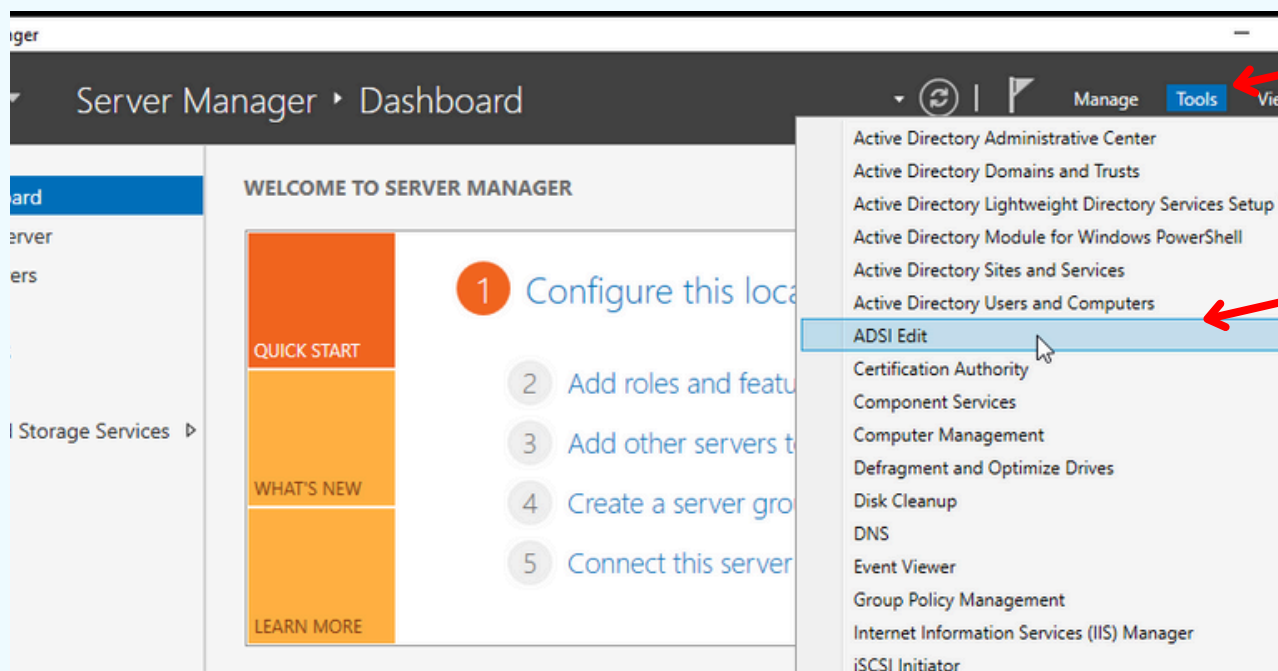 ger
Server Manager ‣ Dashboard
Manage
Tools
Vie
ard
erver
ers
l Storage Services
WELCOME TO SERVER MANAGER
QUICK START
WHAT'S NEW
LEARN MORE
1 Configure this loca
2 Add roles and featu
3 Add other servers t
4 Create a server gro
5 Connect this server
Active Directory Administrative Center
Active Directory Domains and Trusts
Active Directory Lightweight Directory Services Setup
Active Directory Module for Windows PowerShell
Active Directory Sites and Services
Active Directory Users and Computers
ADSI Edit
Certification Authority
Component Services
Computer Management
Defragment and Optimize Drives
Disk Cleanup
DNS
Event Viewer
Group Policy Management
Internet Information Services (IIS) Manager
iSCSI Initiator